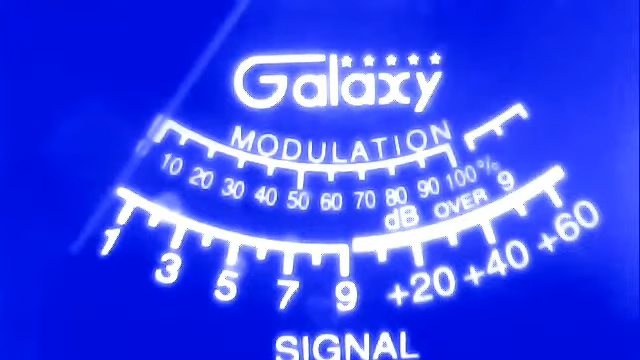 Galaxy
MODULATION
10 20 30 40 50 60 70 80 90 100%
dB OVER 9
1 3 5 7 9 +20 +40 +60
SIGNAL